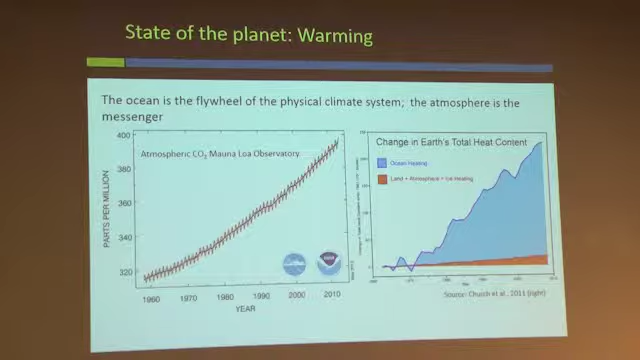 State of the planet: Warming
The ocean is the flywheel of the physical climate system; the atmosphere is the
messenger
Atmospheric CO₂ Mauna Loa Observatory
PARTS PER MILLION
400
380
360
340
320
1960
1970
1980
1990
2000
2010
YEAR
Change in Earth's Total Heat Content
Ocean Heating
Land + Atmosphere + Ice Heating
Source: Church et al., 2011 (right)